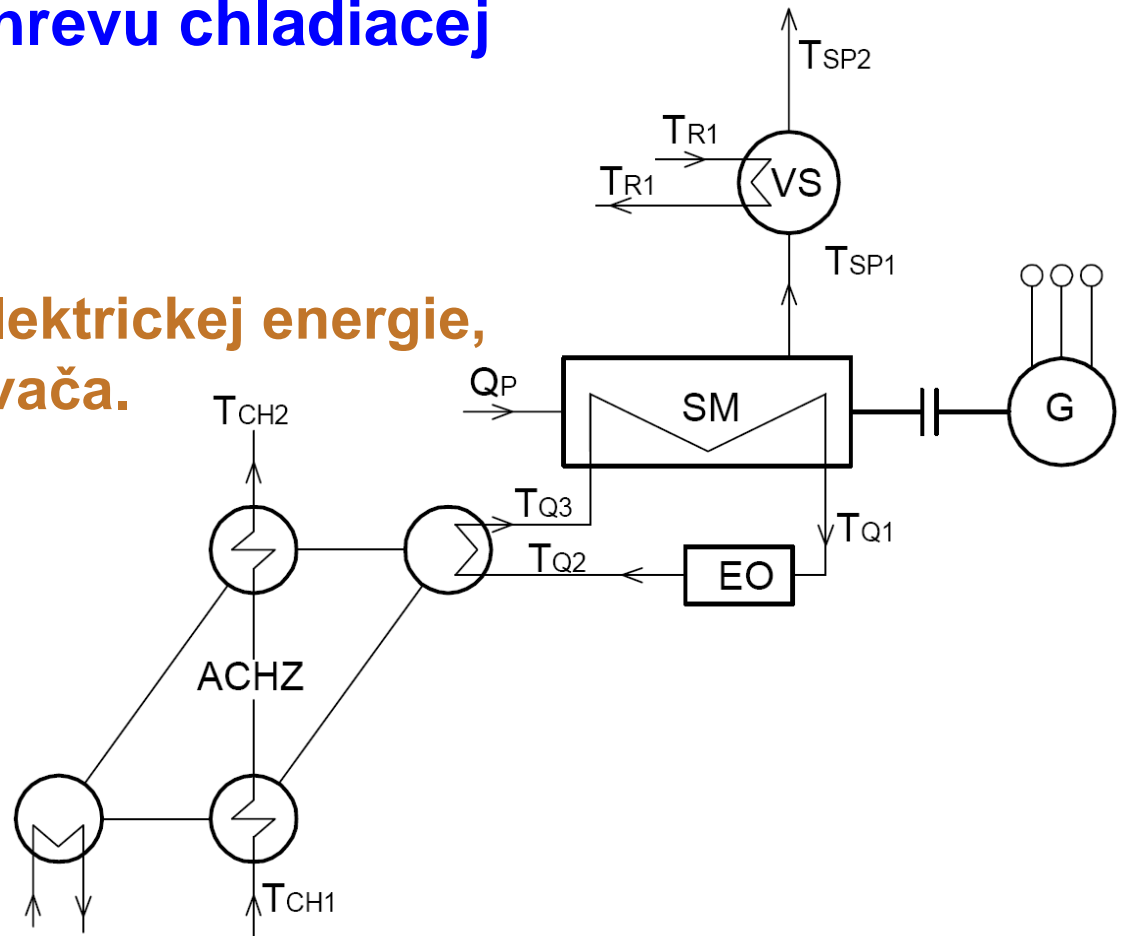 hrevu chladiacej
TSP2
TR1
VS
TR1
TSP1
lektrickej energie,
QP
SM
G
vača.
TCH2
TQ3
TQ1
TQ2
EO
ACHZ
TCH1